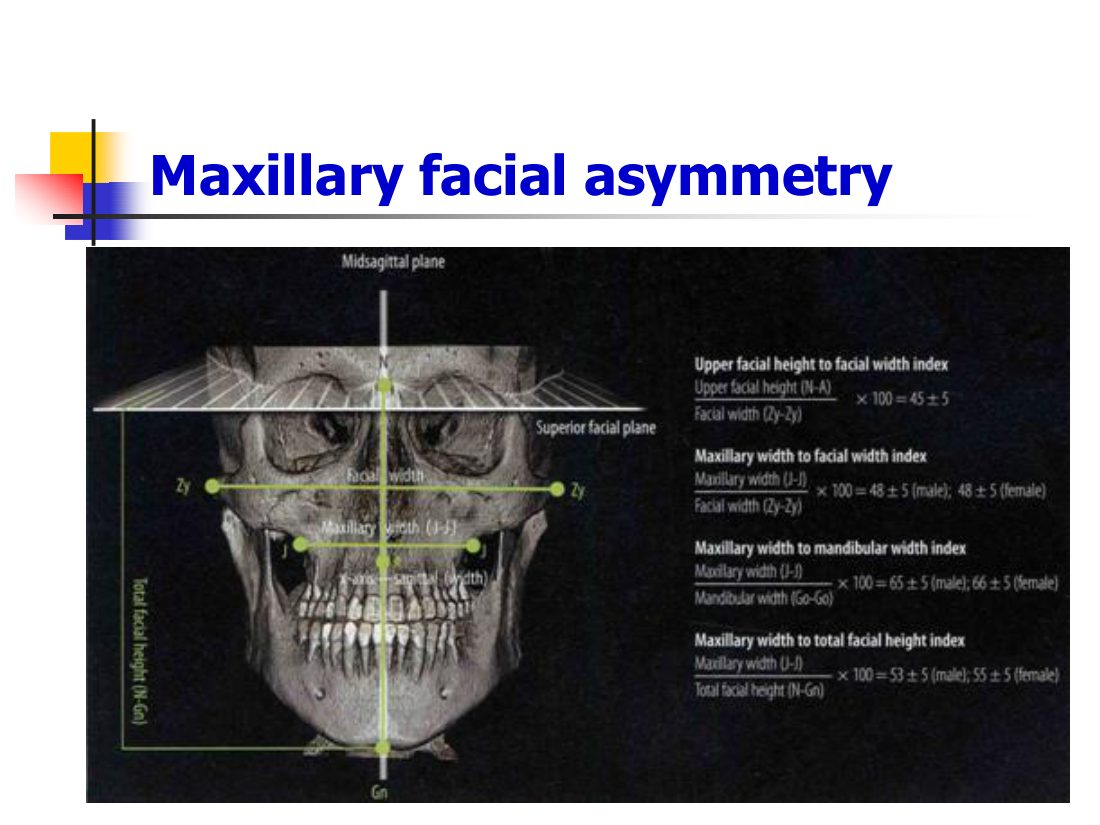 Maxillary facial asymmetry
Midsagittal plane
N
Superior facial plane
Facial width
Zy
Zy
Maxillary width (J-J)
J
J
x-axis—sagittal (width)
Total facial height (N-Gn)
Gn
Upper facial height to facial width index
Upper facial height (N-A)
Facial width (Zy-Zy)
× 100 = 45 ± 5
Maxillary width to facial width index
Maxillary width (J-J)
Facial width (Zy-Zy)
× 100 = 48 ± 5 (male); 48 ± 5 (female)
Maxillary width to mandibular width index
Maxillary width (J-J)
Mandibular width (Go-Go)
× 100 = 65 ± 5 (male); 66 ± 5 (female)
Maxillary width to total facial height index
Maxillary width (J-J)
Total facial height (N-Gn)
× 100 = 53 ± 5 (male); 55 ± 5 (female)